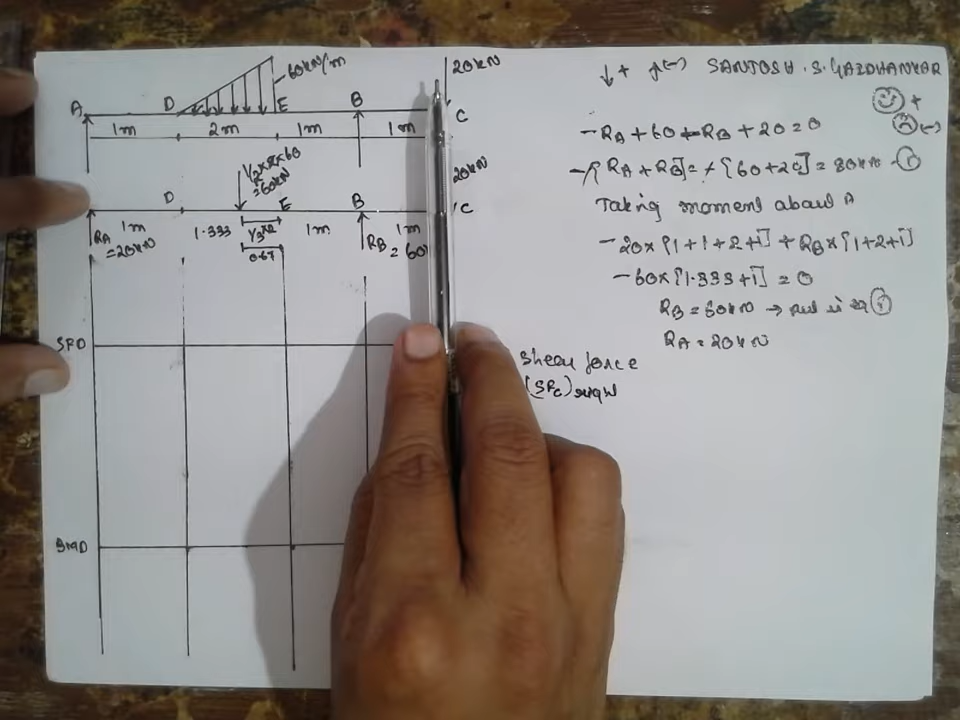 60kN/m
20kN
A D E B C
1m 2m 1m 1m
½×2×60
=60kN
20kN
D E B C
1m 1.333 ⅓×2 1m 1m
RA
=20kN
0.67
RB
= 60
SFD
BMD
↓+ ↑(-) SANTOSH.S.GAIDHANKAR
+
(-)
-RA+60-RB+20=0
-[RA+RB]=-[60+20]=80kN-①
Taking moment about A
-20×[1+1+2+1]+RB×[1+2+1]
-60×[1.333+1]=0
RB=60kN → put in eq ①
RA=20kN
Shear force
(SFC)